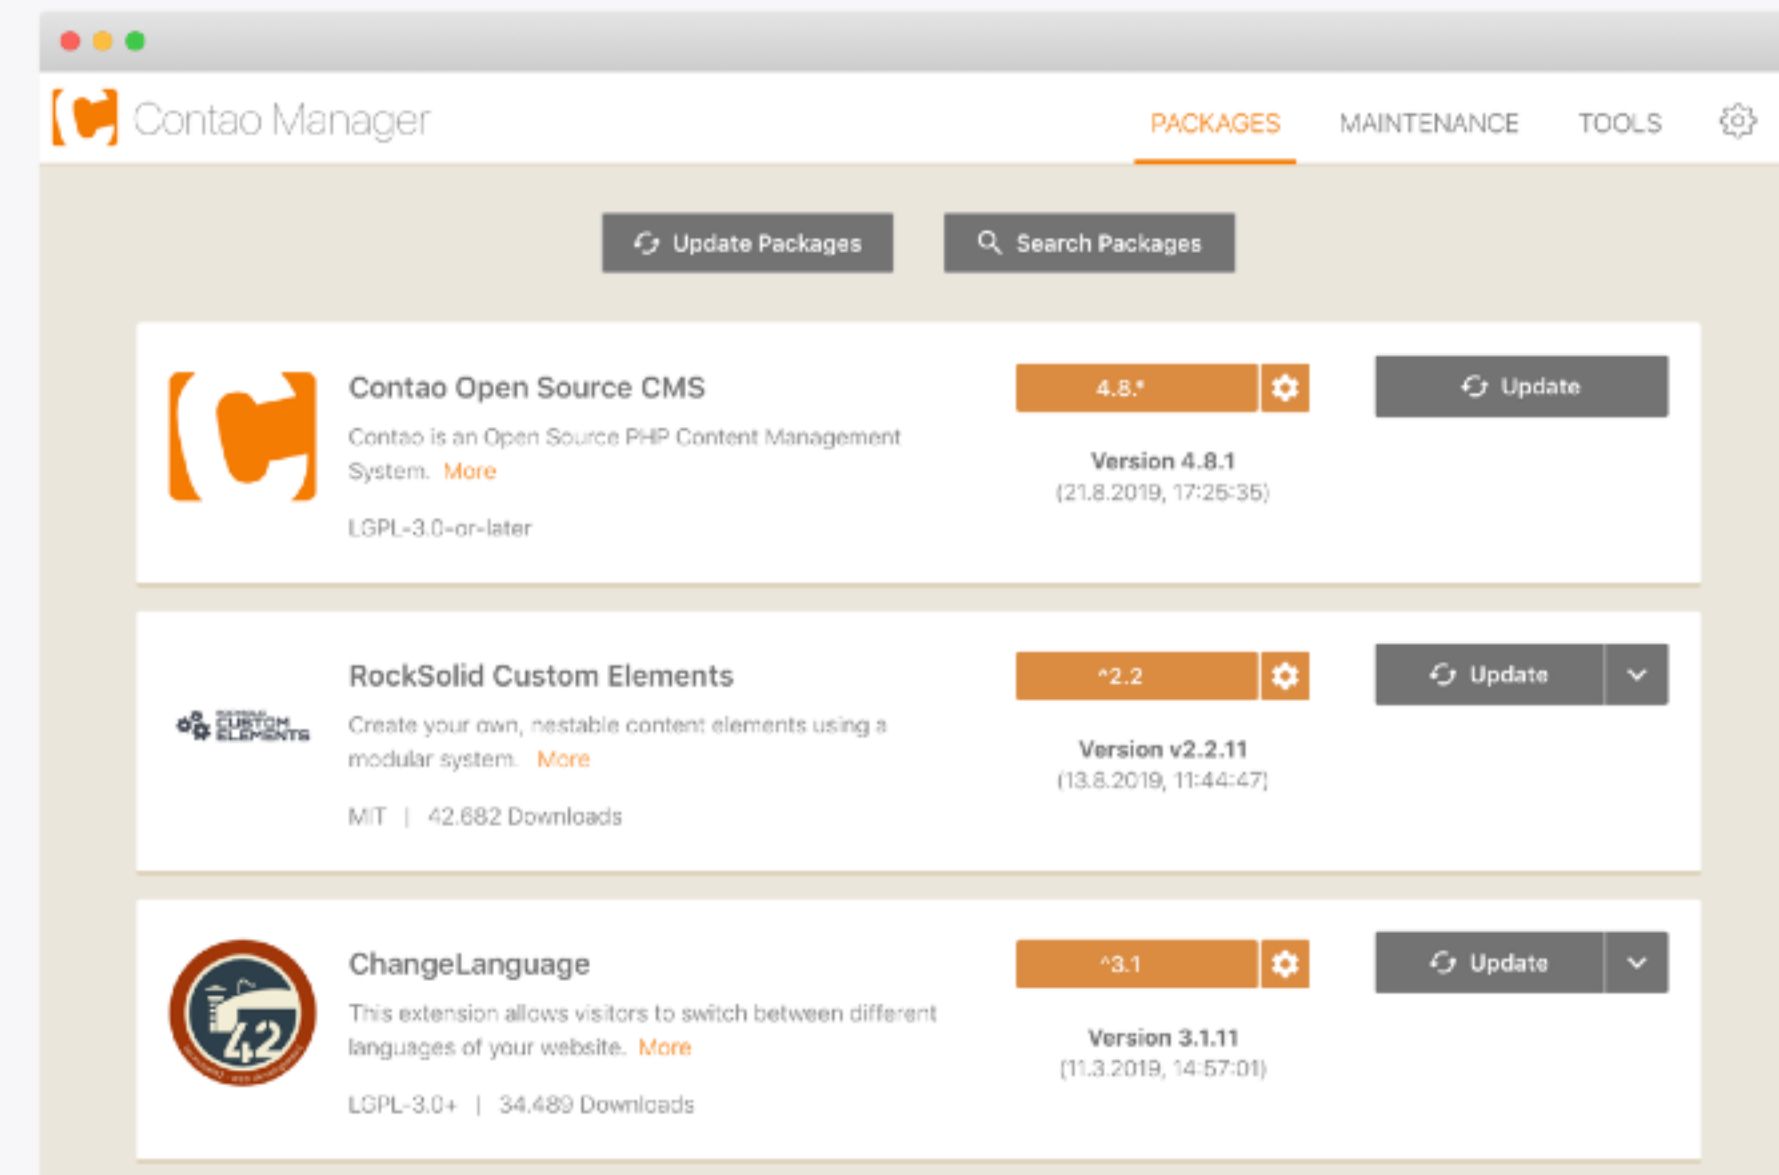 Contao Manager
PACKAGES
MAINTENANCE
TOOLS
Update Packages
Search Packages
Contao Open Source CMS
Contao is an Open Source PHP Content Management
System. More
LGPL-3.0-or-later
4.8.*
Version 4.8.1
(21.8.2019, 17:25:35)
Update
CUSTOM
ELEMENTS
RockSolid Custom Elements
Create your own, nestable content elements using a
modular system. More
MIT | 42.682 Downloads
^2.2
Version v2.2.11
(13.8.2019, 11:44:47)
Update
42
ChangeLanguage
This extension allows visitors to switch between different
languages of your website. More
LGPL-3.0+ | 34.489 Downloads
^3.1
Version 3.1.11
(11.3.2019, 14:57:01)
Update